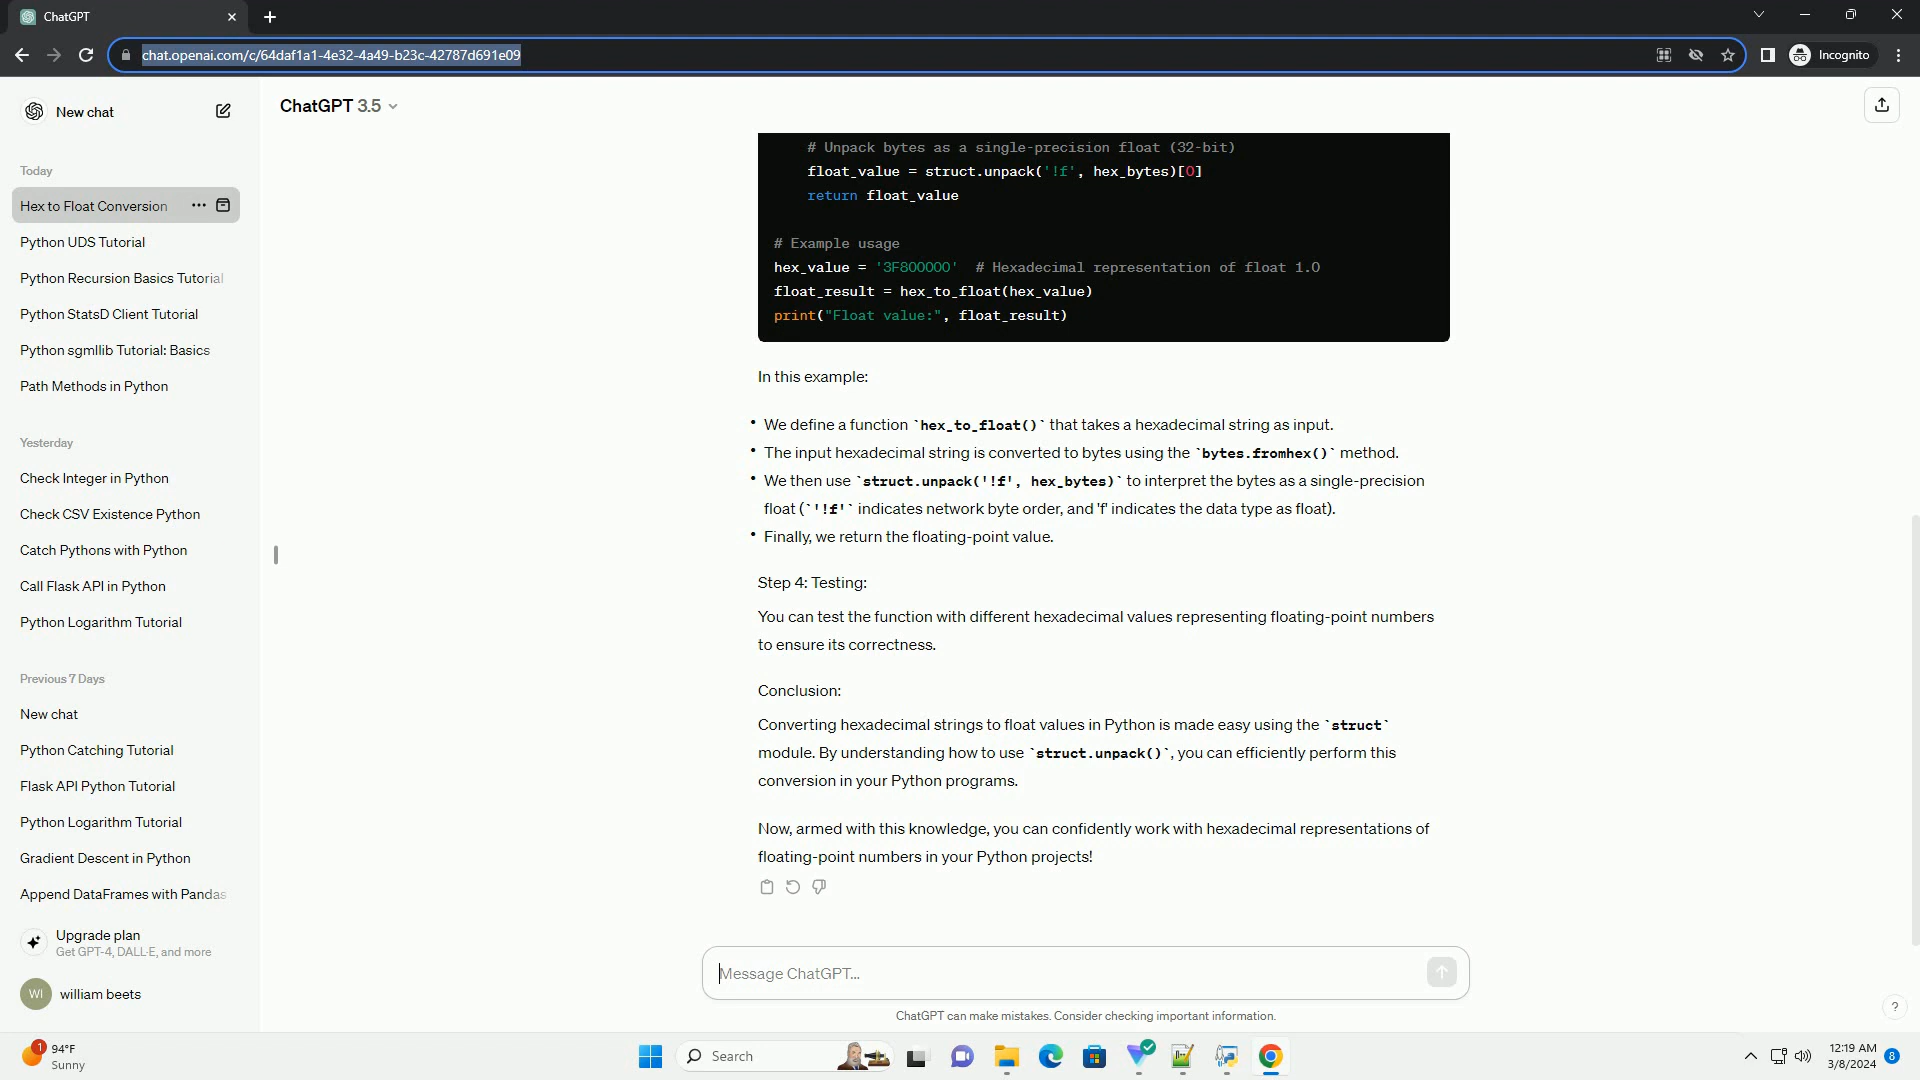 ChatGPT
chat.openai.com/c/64daf1a1-4e32-4a49-b23c-42787d691e09
Incognito
New chat
Today
Hex to Float Conversion
Python UDS Tutorial
Python Recursion Basics Tutorial
Python StatsD Client Tutorial
Python sgmllib Tutorial: Basics
Path Methods in Python
Yesterday
Check Integer in Python
Check CSV Existence Python
Catch Pythons with Python
Call Flask API in Python
Python Logarithm Tutorial
Previous 7 Days
New chat
Python Catching Tutorial
Flask API Python Tutorial
Python Logarithm Tutorial
Gradient Descent in Python
Append DataFrames with Pandas
Upgrade plan
Get GPT-4, DALL·E, and more
WI william beets
ChatGPT 3.5
# Unpack bytes as a single-precision float (32-bit)
float_value = struct.unpack('!f', hex_bytes)[0]
return float_value
# Example usage
hex_value = '3F800000' # Hexadecimal representation of float 1.0
float_result = hex_to_float(hex_value)
print("Float value:", float_result)
In this example:
• We define a function `hex_to_float()` that takes a hexadecimal string as input.
• The input hexadecimal string is converted to bytes using the `bytes.fromhex()` method.
• We then use `struct.unpack('!f', hex_bytes)` to interpret the bytes as a single-precision
float (`'!f'` indicates network byte order, and 'f' indicates the data type as float).
• Finally, we return the floating-point value.
Step 4: Testing:
You can test the function with different hexadecimal values representing floating-point numbers
to ensure its correctness.
Conclusion:
Converting hexadecimal strings to float values in Python is made easy using the `struct`
module. By understanding how to use `struct.unpack()`, you can efficiently perform this
conversion in your Python programs.
Now, armed with this knowledge, you can confidently work with hexadecimal representations of
floating-point numbers in your Python projects!
Message ChatGPT...
ChatGPT can make mistakes. Consider checking important information.
?
1
94°F
Sunny
Search
12:19 AM
3/8/2024
8